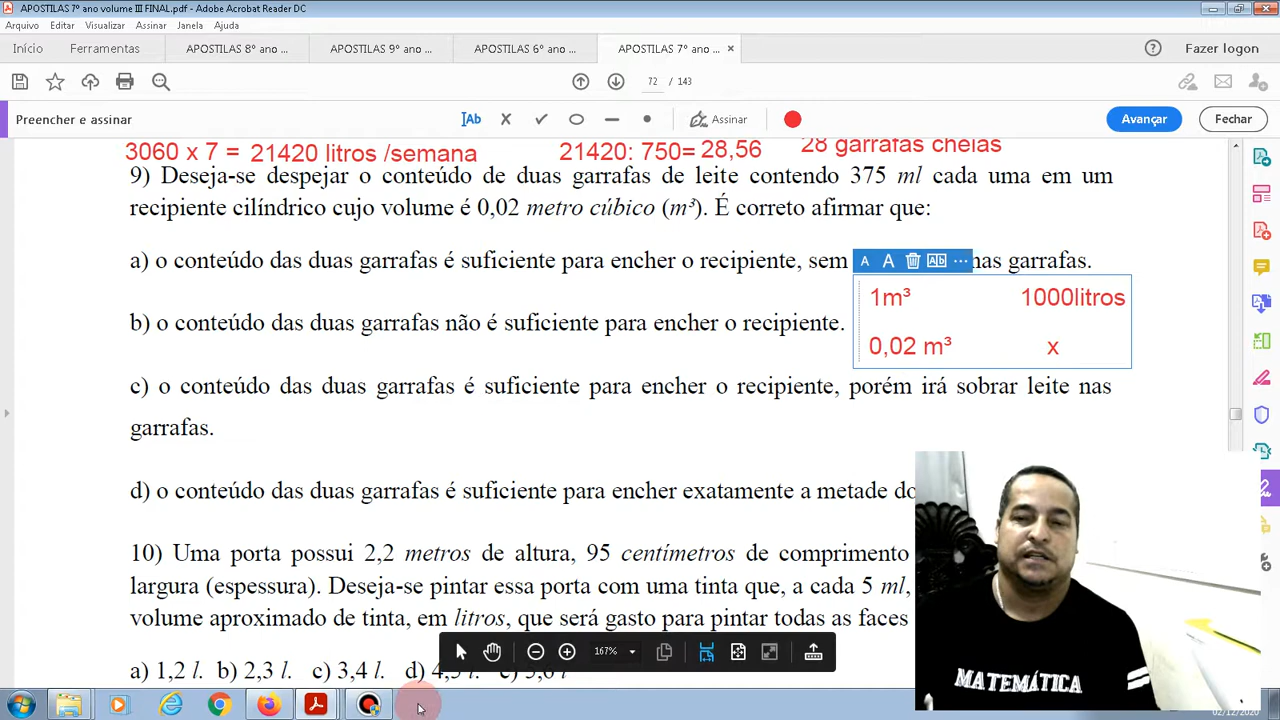 APOSTILAS 7º ano volume III FINAL.pdf - Adobe Acrobat Reader DC
Arquivo Editar Visualizar Assinar Janela Ajuda
Início Ferramentas APOSTILAS 8º ano ... APOSTILAS 9º ano ... APOSTILAS 6º ano ... APOSTILAS 7º ano ... × Fazer logon
72 / 143
Preencher e assinar IAb Assinar Avançar Fechar
3060 x 7 = 21420 litros /semana 21420: 750= 28,56 28 garrafas cheias
9) Deseja-se despejar o conteúdo de duas garrafas de leite contendo 375 ml cada uma em um
recipiente cilíndrico cujo volume é 0,02 metro cúbico (m³). É correto afirmar que:
a) o conteúdo das duas garrafas é suficiente para encher o recipiente, sem nas garrafas.
A A Ab ...
1m³ 1000litros
b) o conteúdo das duas garrafas não é suficiente para encher o recipiente.
0,02 m³ x
c) o conteúdo das duas garrafas é suficiente para encher o recipiente, porém irá sobrar leite nas
garrafas.
d) o conteúdo das duas garrafas é suficiente para encher exatamente a metade do
10) Uma porta possui 2,2 metros de altura, 95 centímetros de comprimento
largura (espessura). Deseja-se pintar essa porta com uma tinta que, a cada 5 ml,
volume aproximado de tinta, em litros, que será gasto para pintar todas as faces
167%
a) 1,2 l. b) 2,3 l. c) 3,4 l. d) 4,5 l. e) 5,6 l
MATEMÁTICA
02/12/2020